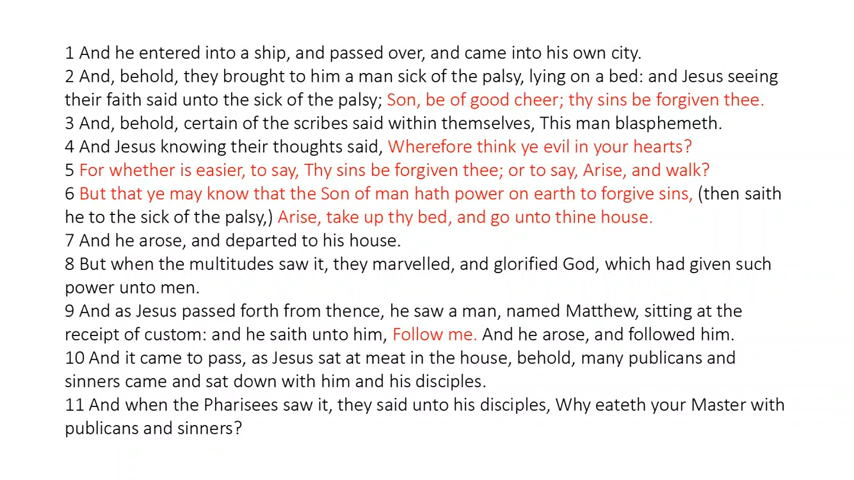 1 And he entered into a ship, and passed over, and came into his own city.
2 And, behold, they brought to him a man sick of the palsy, lying on a bed: and Jesus seeing
their faith said unto the sick of the palsy; Son, be of good cheer; thy sins be forgiven thee.
3 And, behold, certain of the scribes said within themselves, This man blasphemeth.
4 And Jesus knowing their thoughts said, Wherefore think ye evil in your hearts?
5 For whether is easier, to say, Thy sins be forgiven thee; or to say, Arise, and walk?
6 But that ye may know that the Son of man hath power on earth to forgive sins, (then saith
he to the sick of the palsy,) Arise, take up thy bed, and go unto thine house.
7 And he arose, and departed to his house.
8 But when the multitudes saw it, they marvelled, and glorified God, which had given such
power unto men.
9 And as Jesus passed forth from thence, he saw a man, named Matthew, sitting at the
receipt of custom: and he saith unto him, Follow me. And he arose, and followed him.
10 And it came to pass, as Jesus sat at meat in the house, behold, many publicans and
sinners came and sat down with him and his disciples.
11 And when the Pharisees saw it, they said unto his disciples, Why eateth your Master with
publicans and sinners?